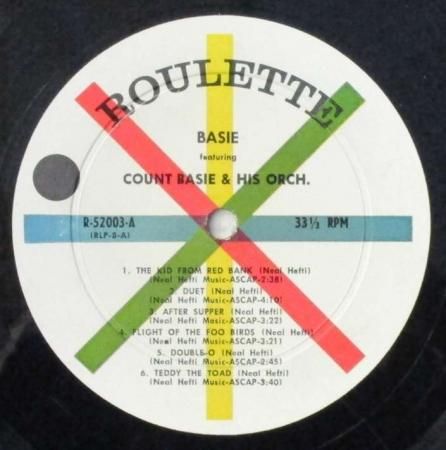 ROULETTE
BASIE
featuring
COUNT BASIE & HIS ORCH.
R-52003-A 33⅓ RPM
(RLP-8-A)
1. THE KID FROM RED BANK (Neal Hefti)
(Neal Hefti Music-ASCAP-2:38)
2. DUET (Neal Hefti)
(Neal Hefti Music-ASCAP-4:10)
3. AFTER SUPPER (Neal Hefti)
(Neal Hefti Music-ASCAP-3:22)
4. FLIGHT OF THE FOO BIRDS (Neal Hefti)
(Neal Hefti Music-ASCAP-3:21)
5. DOUBLE-O (Neal Hefti)
(Neal Hefti Music-ASCAP-2:45)
6. TEDDY THE TOAD (Neal Hefti)
(Neal Hefti Music-ASCAP-3:40)